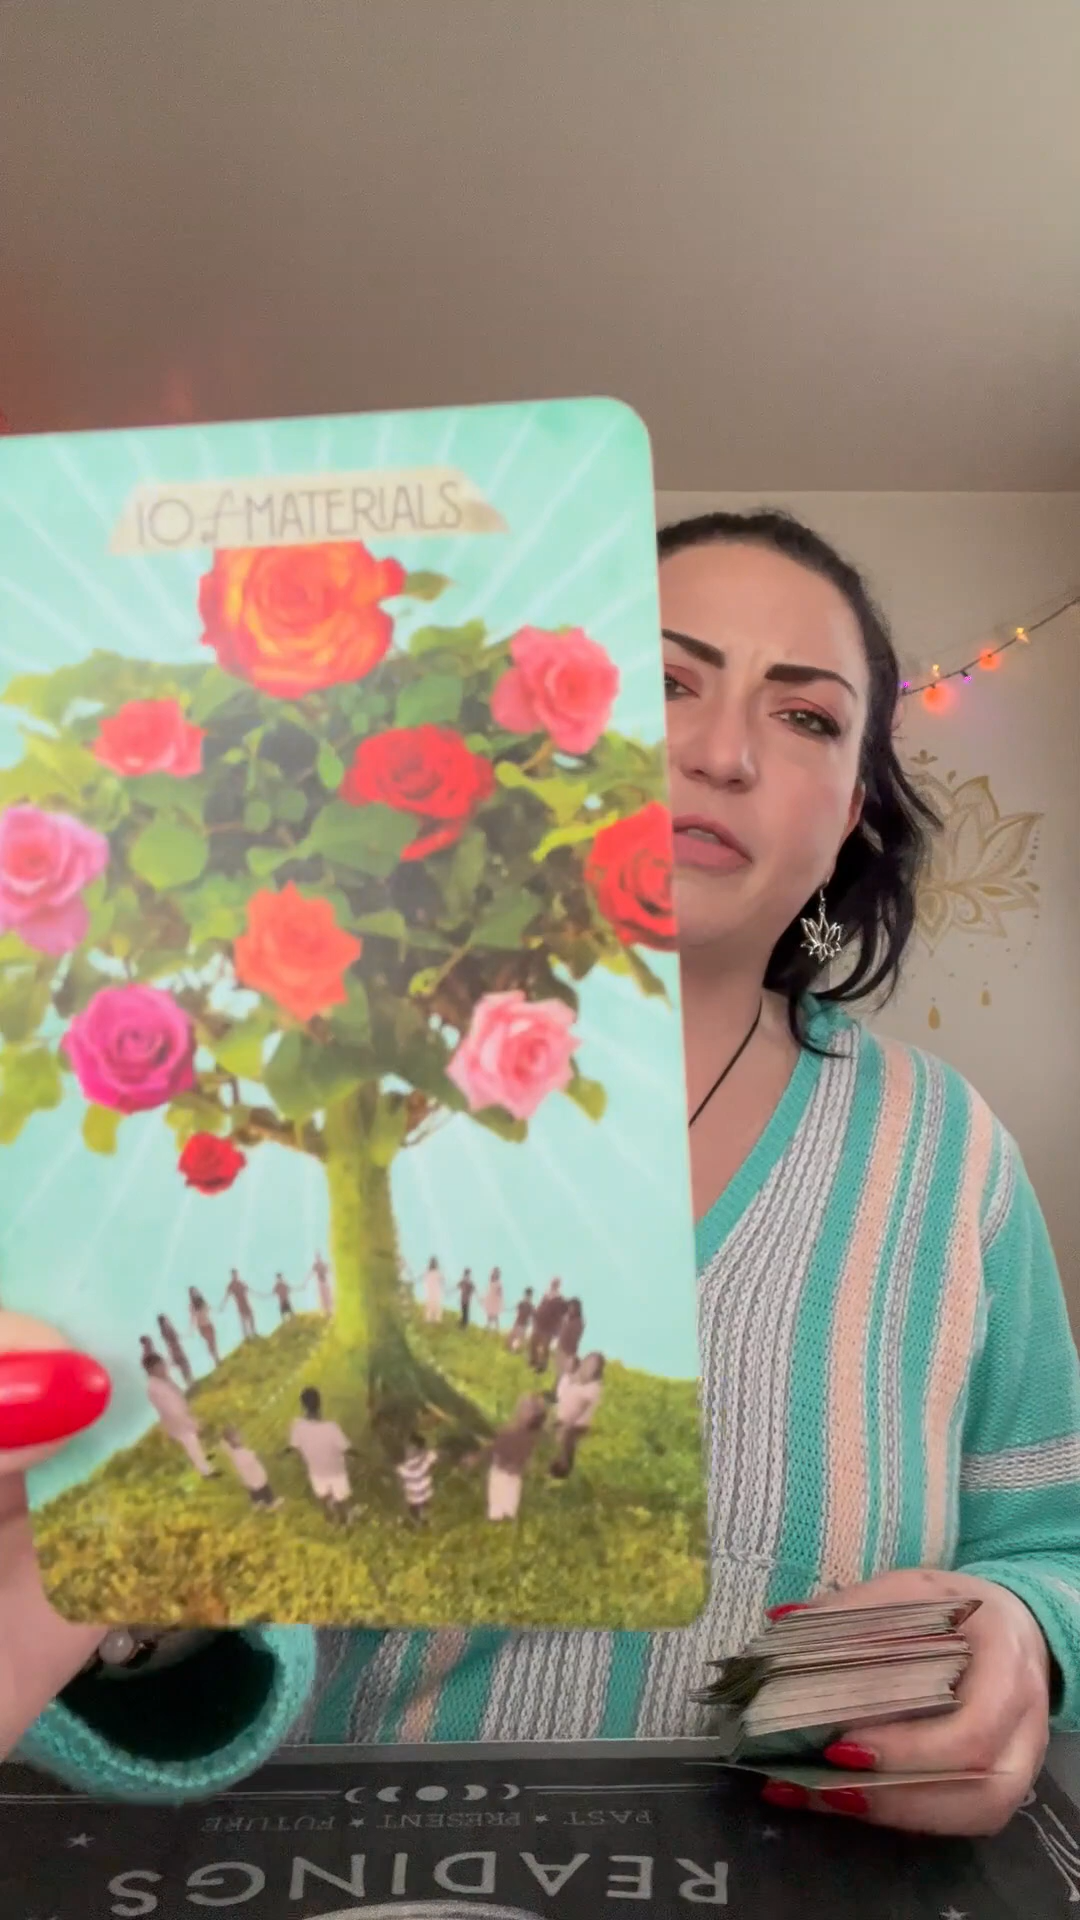 10 of MATERIALS
PAST ★ PRESENT ★ FUTURE
READINGS